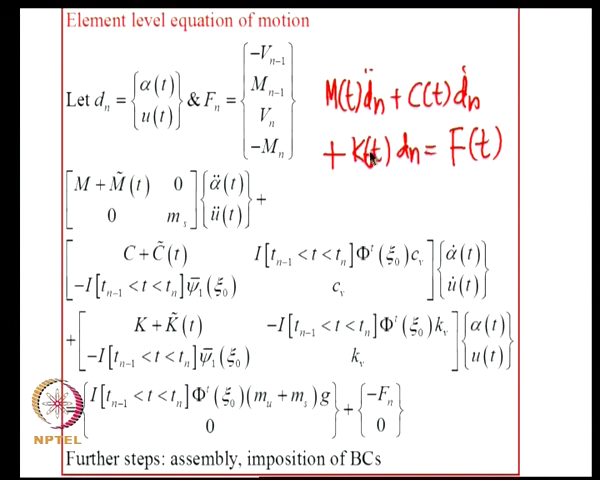 Element level equation of motion
Let d_n = {α(t) u(t)} & F_n = {−V_{n−1} M_{n−1} V_n −M_n}
M(t)d̈_n + C(t)ḋ_n
+ K(t) d_n = F(t)
[M + M̃(t) 0; 0 m_s] {α̈(t) ü(t)} +
[C + C̃(t) I[t_{n−1} < t < t_n]Φ^t(ξ_0)c_v; −I[t_{n−1} < t < t_n]ψ̄_1(ξ_0) c_v] {α̇(t) u̇(t)}
+ [K + K̃(t) −I[t_{n−1} < t < t_n]Φ^t(ξ_0)k_v; −I[t_{n−1} < t < t_n]ψ̄_1(ξ_0) k_v] {α(t) u(t)}
= {I[t_{n−1} < t < t_n]Φ^t(ξ_0)(m_u + m_s)g 0} + {−F_n 0}
NPTEL
Further steps: assembly, imposition of BCs